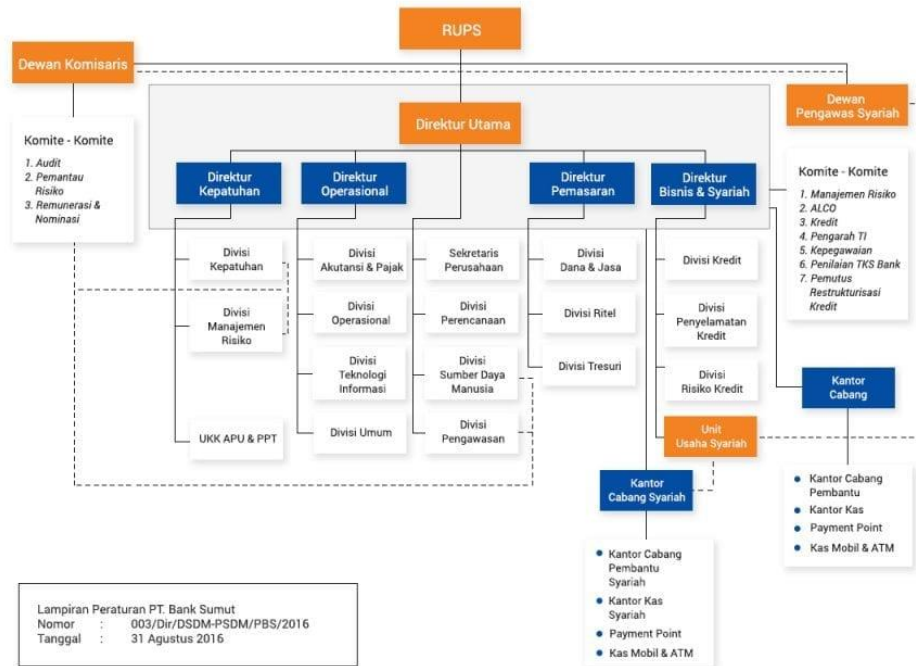 RUPS
Dewan Komisaris
Dewan
Pengawas Syariah
Direktur Utama
Komite - Komite
1. Audit
2. Pemantau
Risiko
3. Remunerasi &
Nominasi
Direktur
Kepatuhan
Direktur
Operasional
Direktur
Pemasaran
Direktur
Bisnis & Syariah
Komite - Komite
1. Manajemen Risiko
2. ALCO
3. Kredit
4. Pengarah TI
5. Kepegawaian
6. Penilaian TKS Bank
7. Pemutus
Restrukturisasi
Kredit
Divisi
Kepatuhan
Divisi
Manajemen
Risiko
UKK APU & PPT
Divisi
Akutansi & Pajak
Divisi
Operasional
Divisi
Teknologi
Informasi
Divisi Umum
Sekretaris
Perusahaan
Divisi
Perencanaan
Divisi
Sumber Daya
Manusia
Divisi
Pengawasan
Divisi
Dana & Jasa
Divisi Ritel
Divisi Tresuri
Divisi Kredit
Divisi
Penyelamatan
Kredit
Divisi
Risiko Kredit
Unit
Usaha Syariah
Kantor
Cabang
Kantor
Cabang Syariah
• Kantor Cabang
Pembantu
• Kantor Kas
• Payment Point
• Kas Mobil & ATM
• Kantor Cabang
Pembantu
Syariah
• Kantor Kas
Syariah
• Payment Point
• Kas Mobil & ATM
Lampiran Peraturan PT. Bank Sumut
Nomor : 003/Dir/DSDM-PSDM/PBS/2016
Tanggal : 31 Agustus 2016